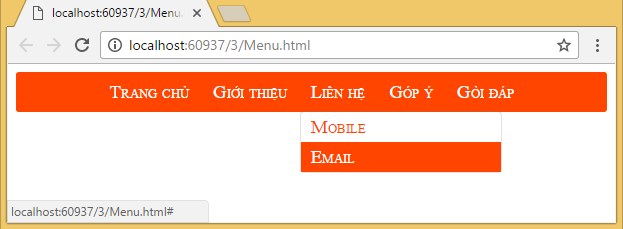 localhost:60937/3/Menu.
localhost:60937/3/Menu.html
Trang chủ Giới thiệu Liên hệ Góp ý Gỏi đáp
Mobile
Email
localhost:60937/3/Menu.html#